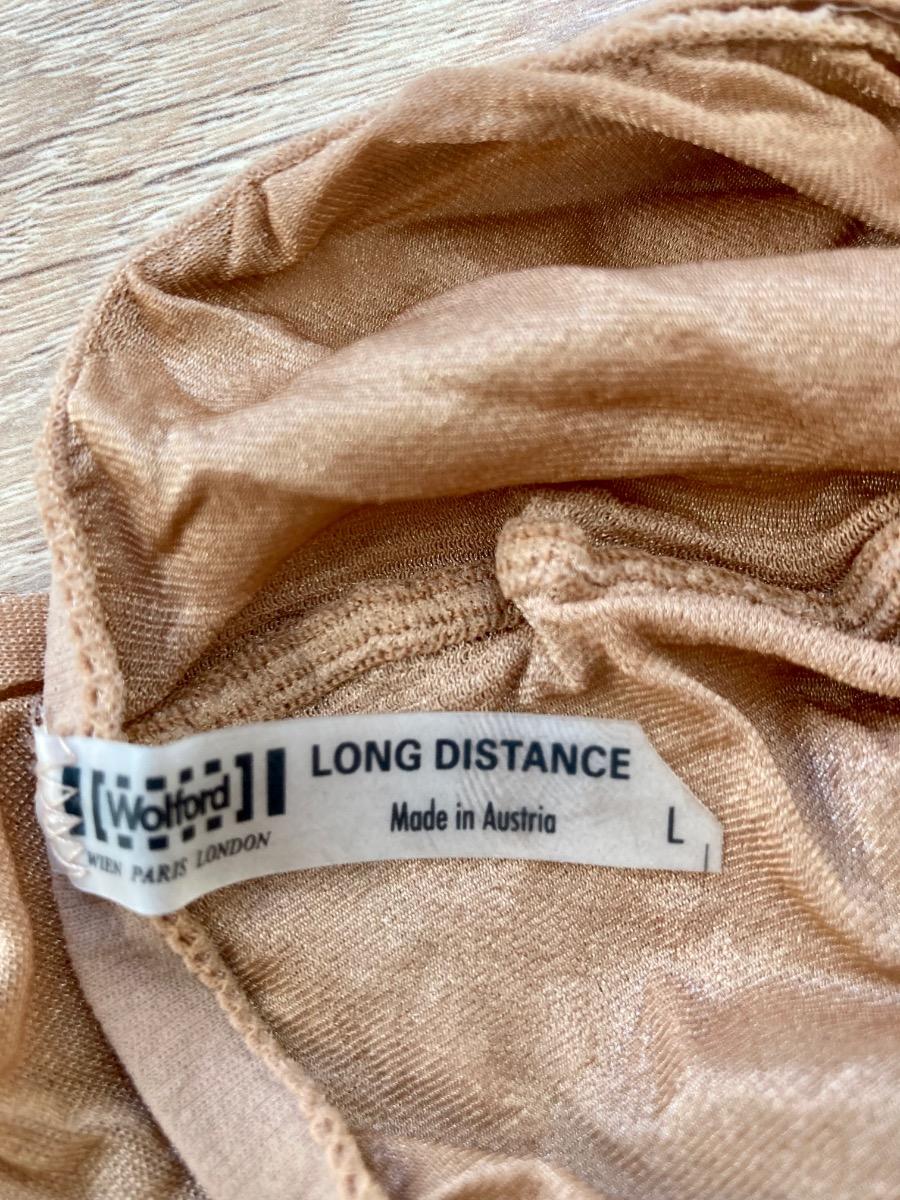 [Wolford]
WIEN PARIS LONDON
LONG DISTANCE
Made in Austria
L